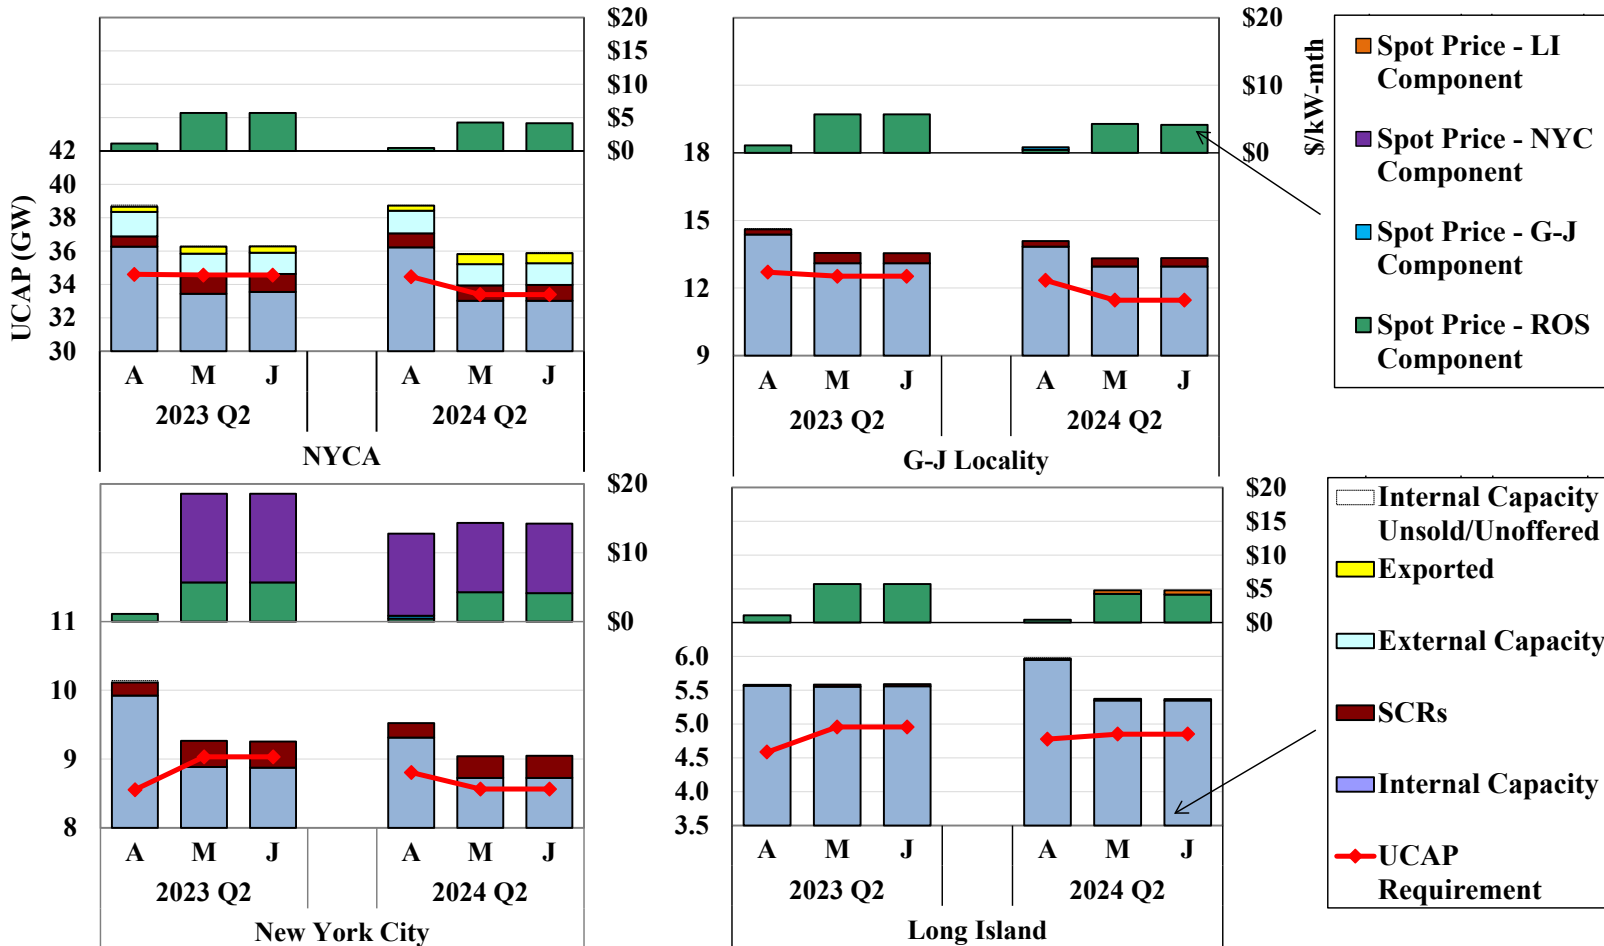 $20
$15
$10
$5
$0
42
40
38
36
34
32
30
UCAP (GW)
A M J A M J
2023 Q2 2024 Q2
NYCA
$20
$10
$0
$/kW-mth
18
15
12
9
A M J A M J
2023 Q2 2024 Q2
G-J Locality
Spot Price - LI
Component
Spot Price - NYC
Component
Spot Price - G-J
Component
Spot Price - ROS
Component
$20
$10
$0
11
10
9
8
A M J A M J
2023 Q2 2024 Q2
New York City
$20
$15
$10
$5
$0
6.0
5.5
5.0
4.5
4.0
3.5
A M J A M J
2023 Q2 2024 Q2
Long Island
Internal Capacity
Unsold/Unoffered
Exported
External Capacity
SCRs
Internal Capacity
UCAP
Requirement